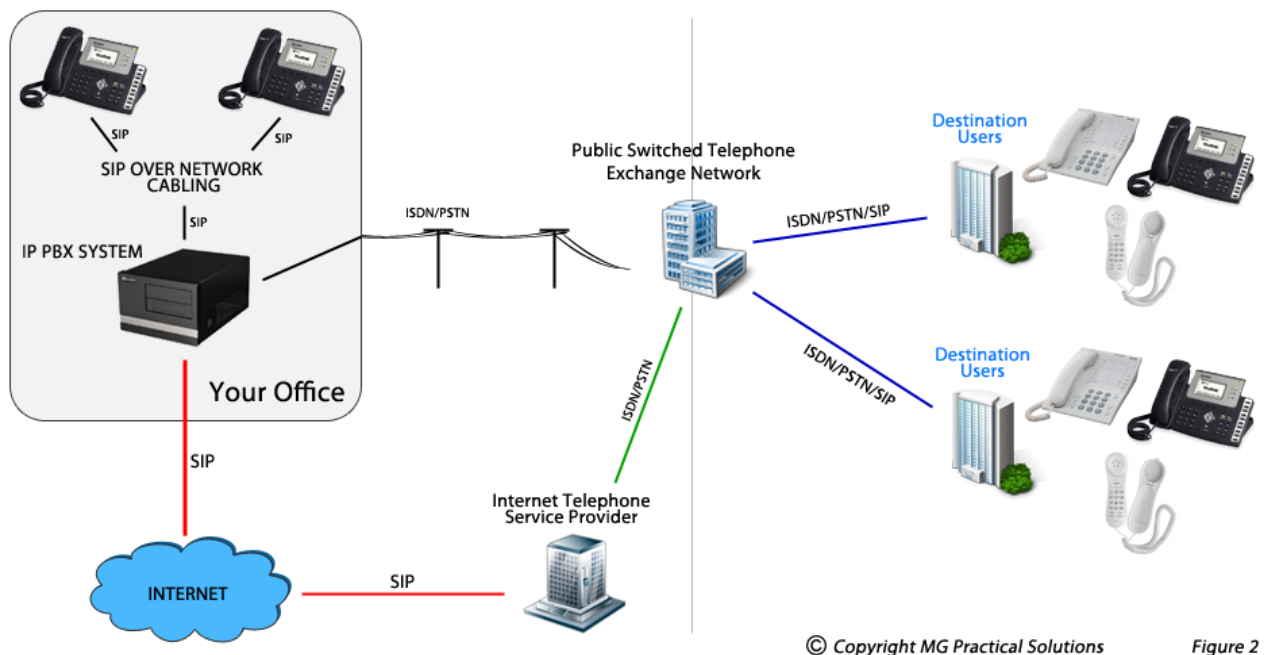 SIP
SIP
SIP OVER NETWORK
CABLING
SIP
IP PBX SYSTEM
Your Office
ISDN/PSTN
Public Switched Telephone
Exchange Network
ISDN/PSTN/SIP
Destination
Users
ISDN/PSTN/SIP
Destination
Users
ISDN/PSTN
SIP
Internet Telephone
Service Provider
INTERNET
SIP
© Copyright MG Practical Solutions
Figure 2